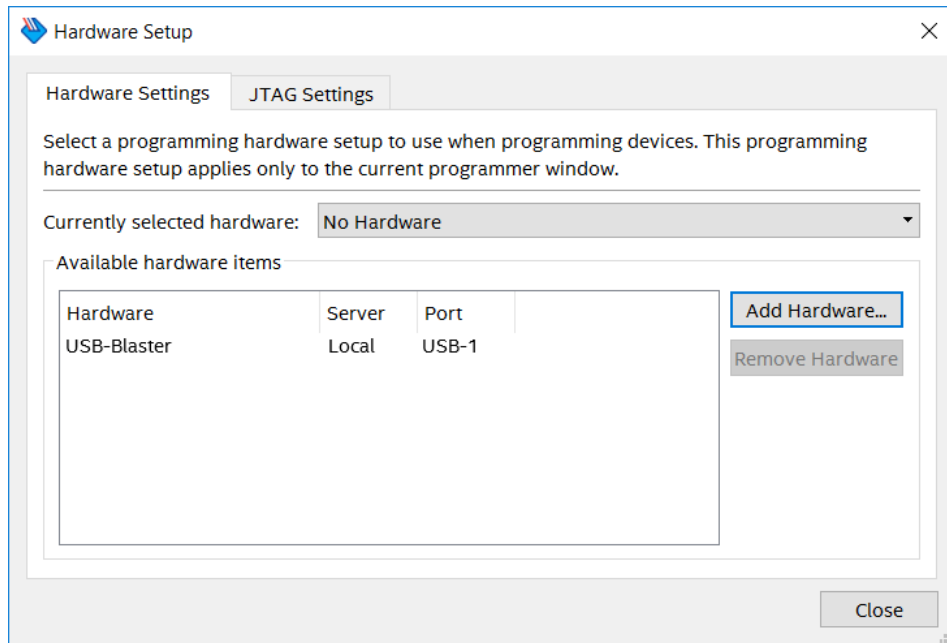 Hardware Setup
Hardware Settings
JTAG Settings
Select a programming hardware setup to use when programming devices. This programming
hardware setup applies only to the current programmer window.
Currently selected hardware: No Hardware
Available hardware items
Hardware Server Port
USB-Blaster Local USB-1
Add Hardware...
Remove Hardware
Close